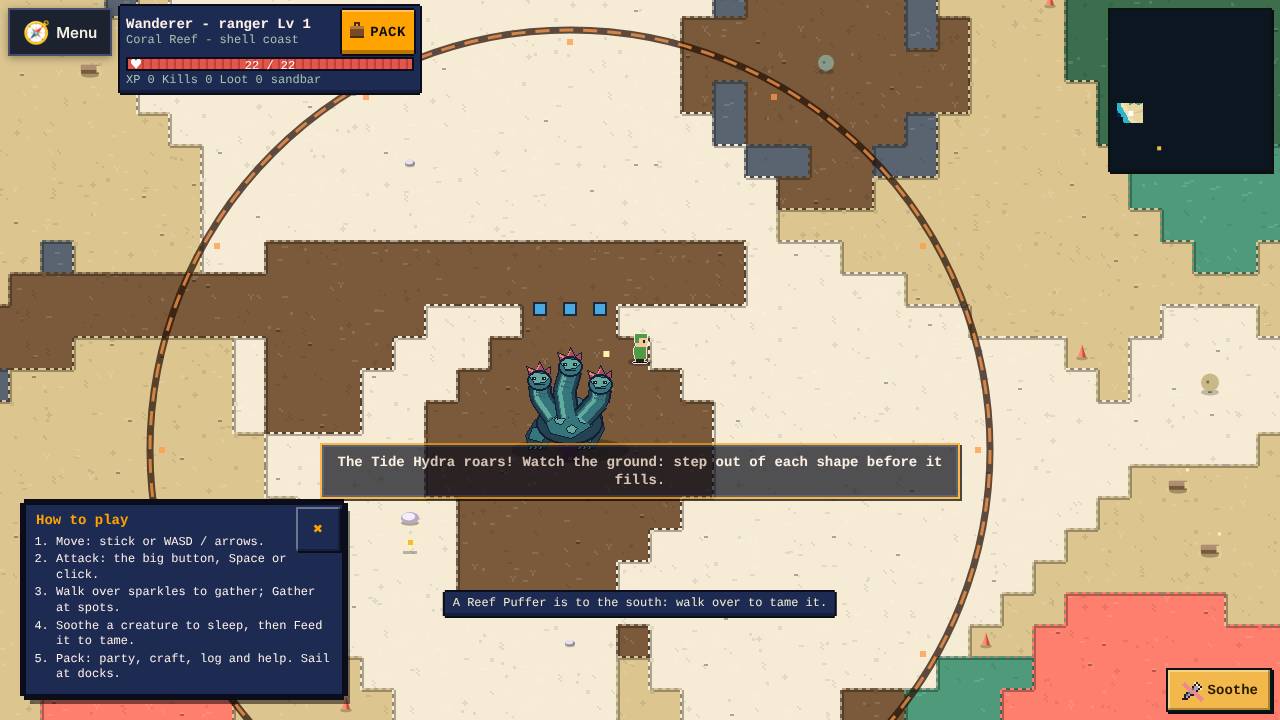 Menu
Wanderer - ranger Lv 1
Coral Reef - shell coast
PACK
22 / 22
XP 0 Kills 0 Loot 0 sandbar
The Tide Hydra roars! Watch the ground: step out of each shape before it
fills.
How to play
1. Move: stick or WASD / arrows.
2. Attack: the big button, Space or
click.
3. Walk over sparkles to gather; Gather
at spots.
4. Soothe a creature to sleep, then Feed
it to tame.
5. Pack: party, craft, log and help. Sail
at docks.
A Reef Puffer is to the south: walk over to tame it.
Soothe